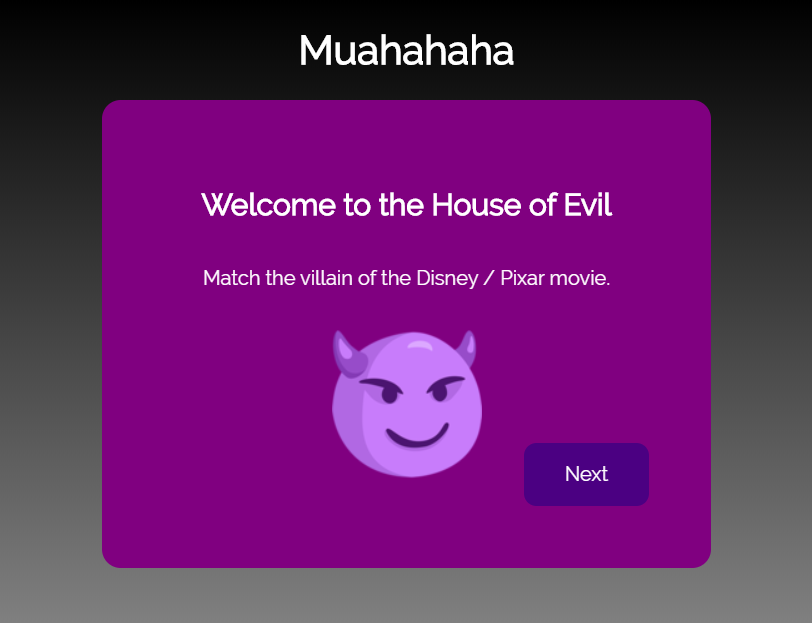 Muahahaha
Welcome to the House of Evil
Match the villain of the Disney / Pixar movie.
Next